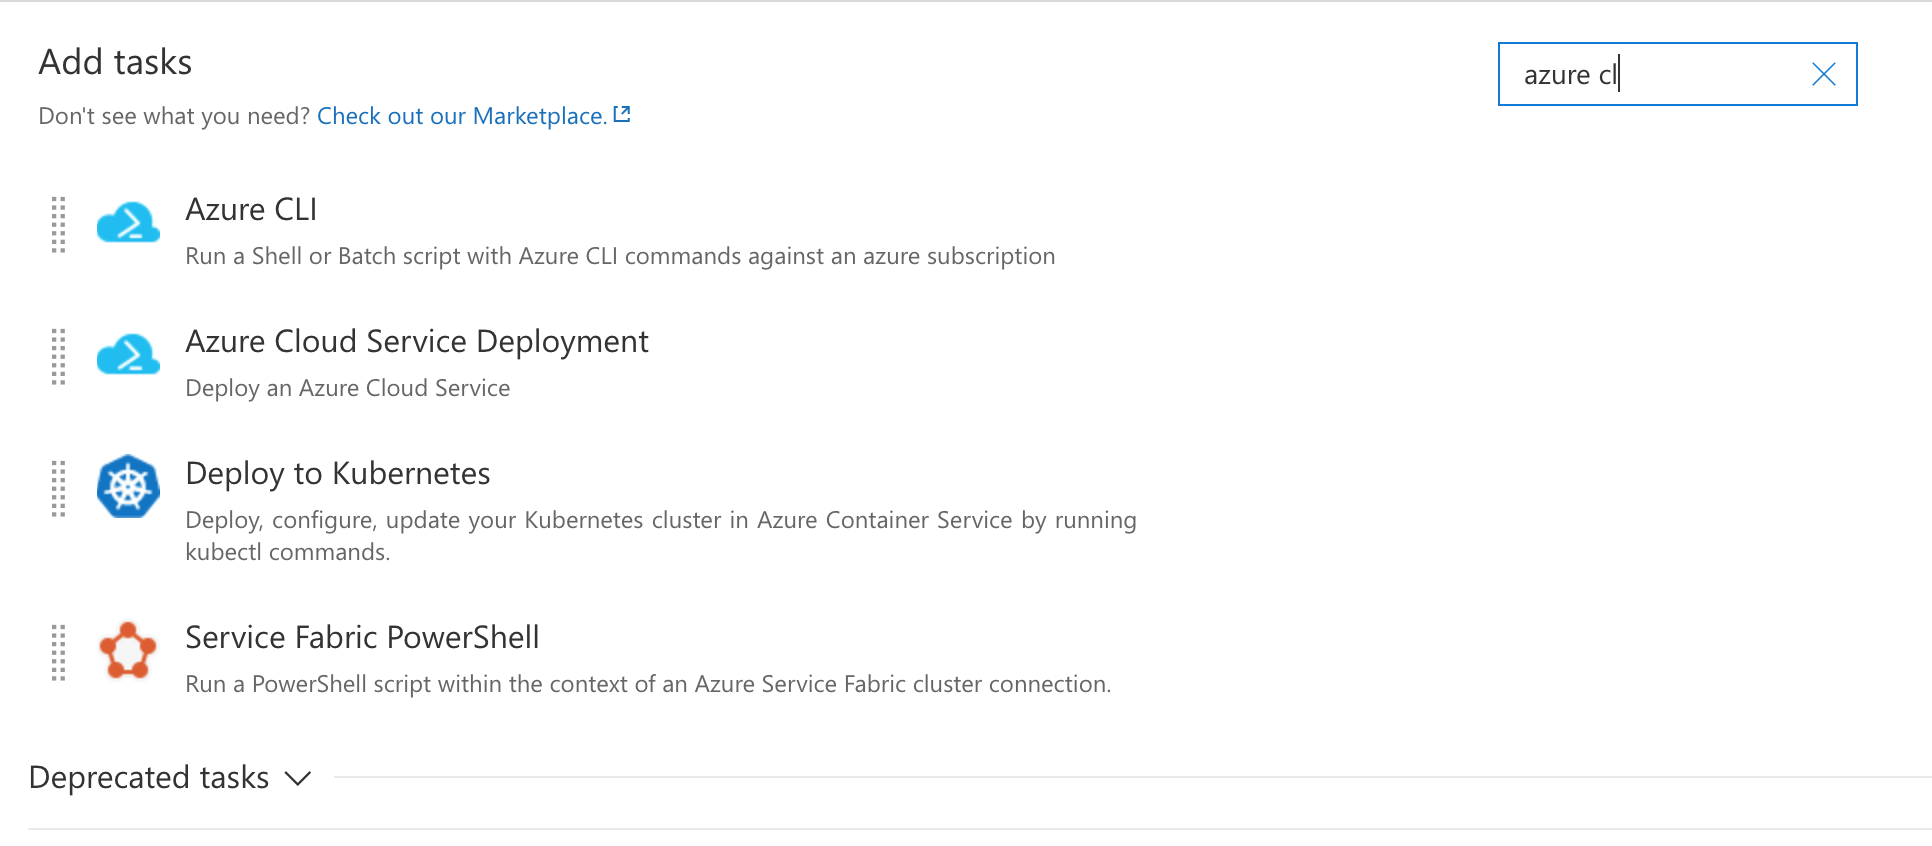 Add tasks
azure cl
Don't see what you need? Check out our Marketplace.
Azure CLI
Run a Shell or Batch script with Azure CLI commands against an azure subscription
Azure Cloud Service Deployment
Deploy an Azure Cloud Service
Deploy to Kubernetes
Deploy, configure, update your Kubernetes cluster in Azure Container Service by running
kubectl commands.
Service Fabric PowerShell
Run a PowerShell script within the context of an Azure Service Fabric cluster connection.
Deprecated tasks